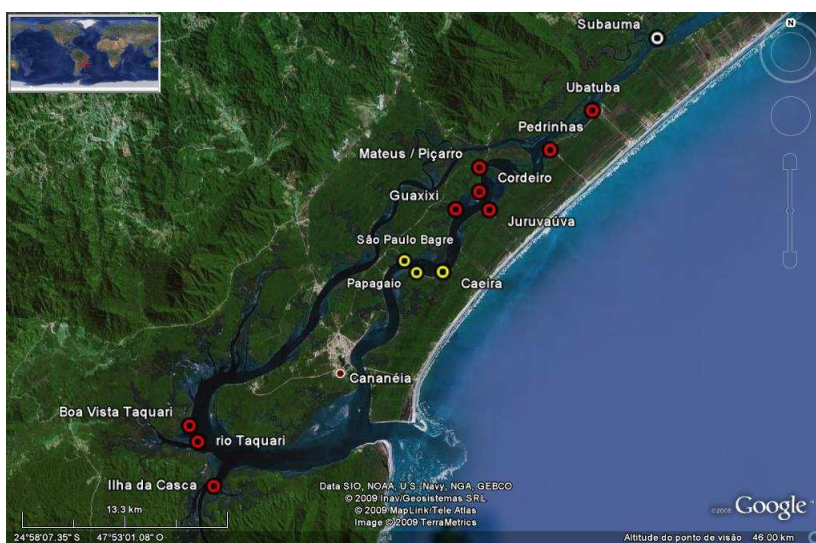 N
Subauma
Ubatuba
Pedrinhas
Mateus / Piçarro
Cordeiro
Guaxixi
Juruvaúva
São Paulo Bagre
Papagaio
Caeira
Cananéia
Boa Vista Taquari
rio Taquari
Ilha da Casca
13.3 km
Data SIO, NOAA, U.S. Navy, NGA, GEBCO
© 2009 Inav/Geosistemas SRL
© 2009 MapLink/Tele Atlas
Image © 2009 TerraMetrics
Google
24°58'07.35" S 47°53'01.08" O
Altitude do ponto de visão 46.00 km